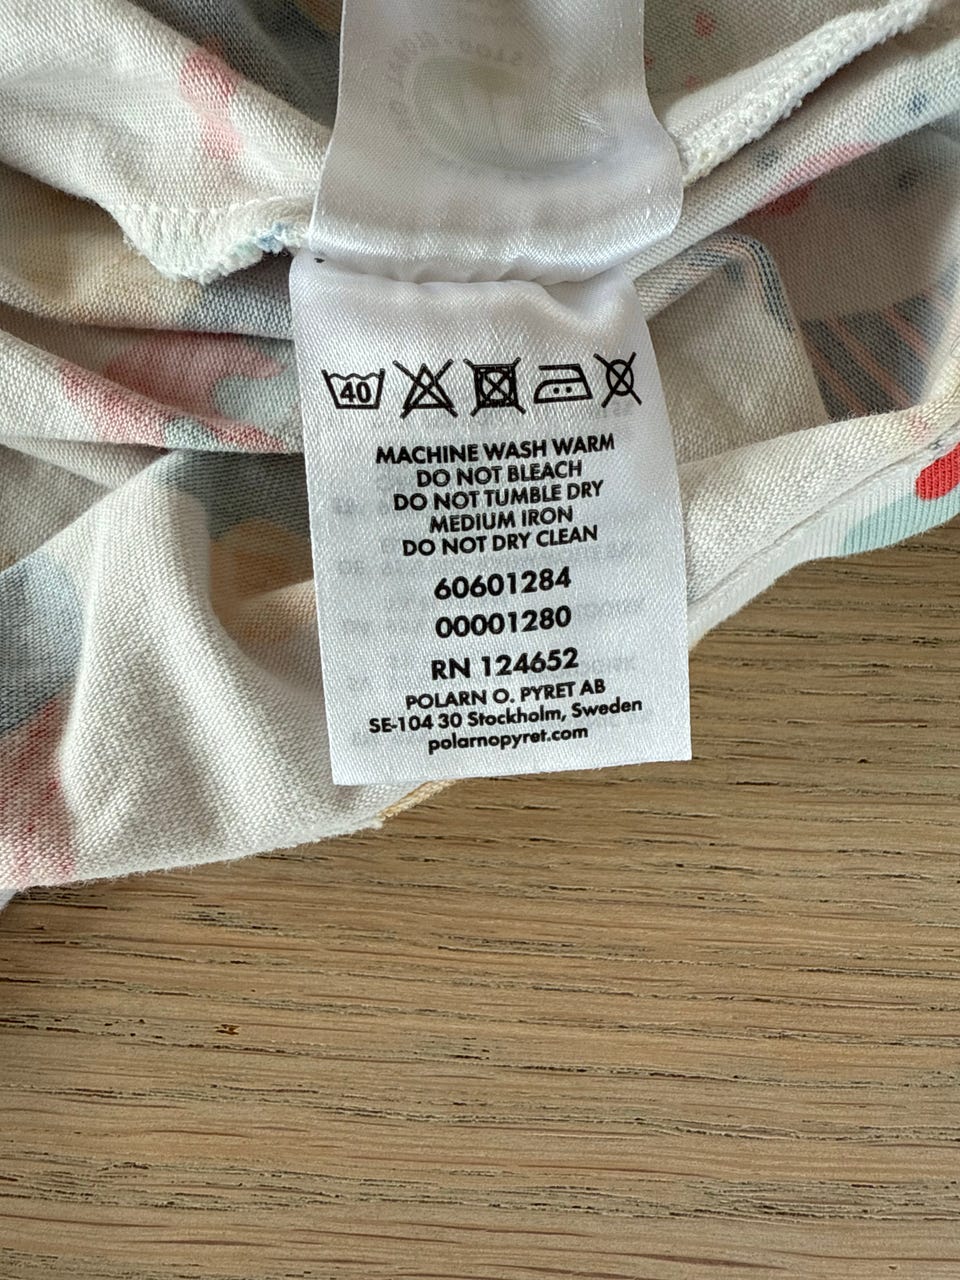 40
MACHINE WASH WARM
DO NOT BLEACH
DO NOT TUMBLE DRY
MEDIUM IRON
DO NOT DRY CLEAN
60601284
00001280
RN 124652
POLARN O. PYRET AB
SE-104 30 Stockholm, Sweden
polarnopyret.com